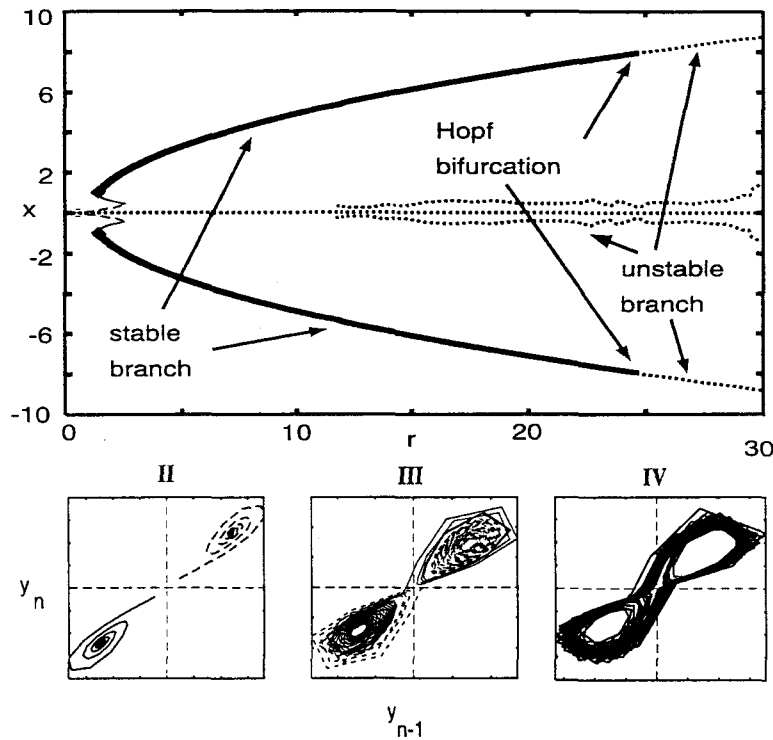 10
6
Hopf
bifurcation
2
x
-2
unstable
branch
stable
branch
-6
-10
0
10
r
20
30
II
III
IV
y n
y n-1